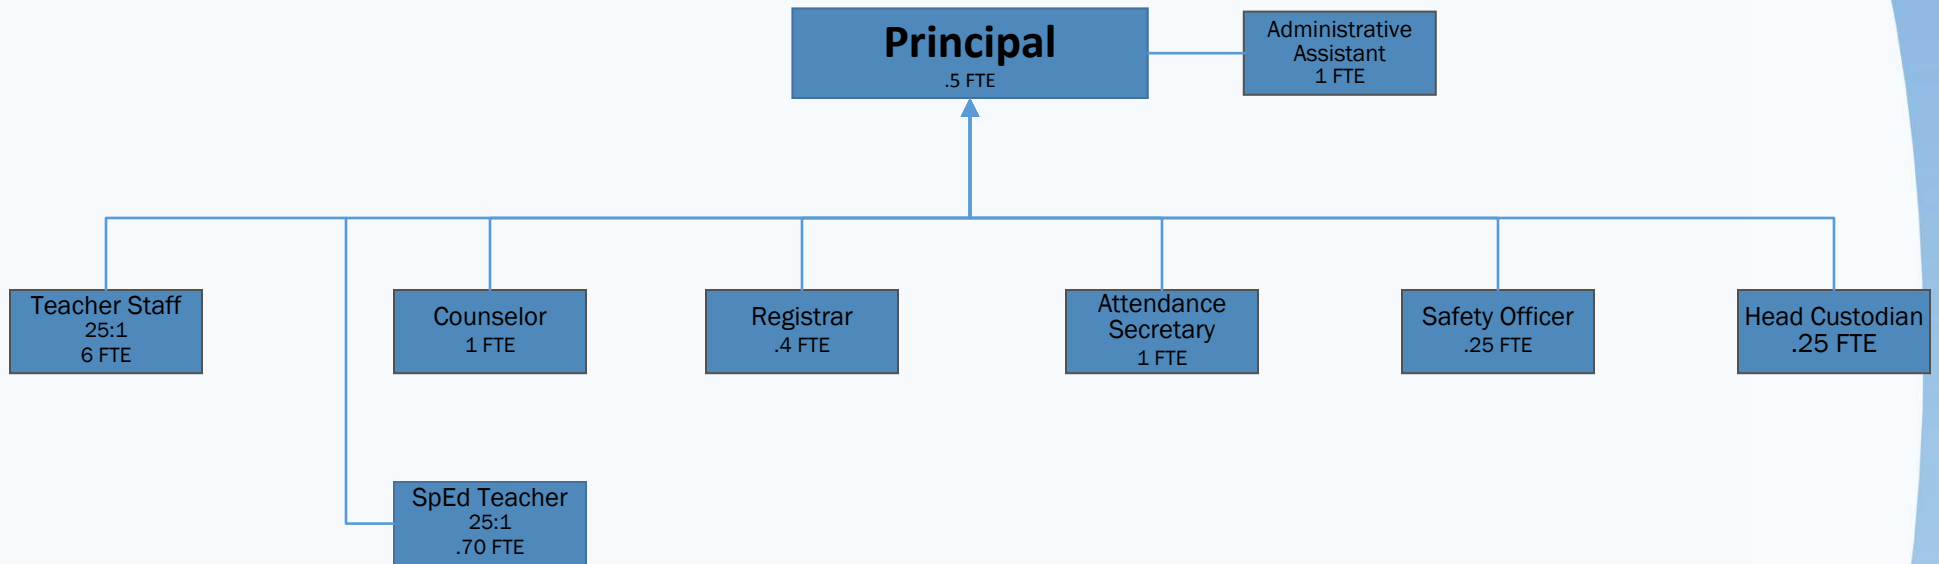 Principal
.5 FTE
Administrative
Assistant
1 FTE
Teacher Staff
25:1
6 FTE
Counselor
1 FTE
Registrar
.4 FTE
Attendance
Secretary
1 FTE
Safety Officer
.25 FTE
Head Custodian
.25 FTE
SpEd Teacher
25:1
.70 FTE